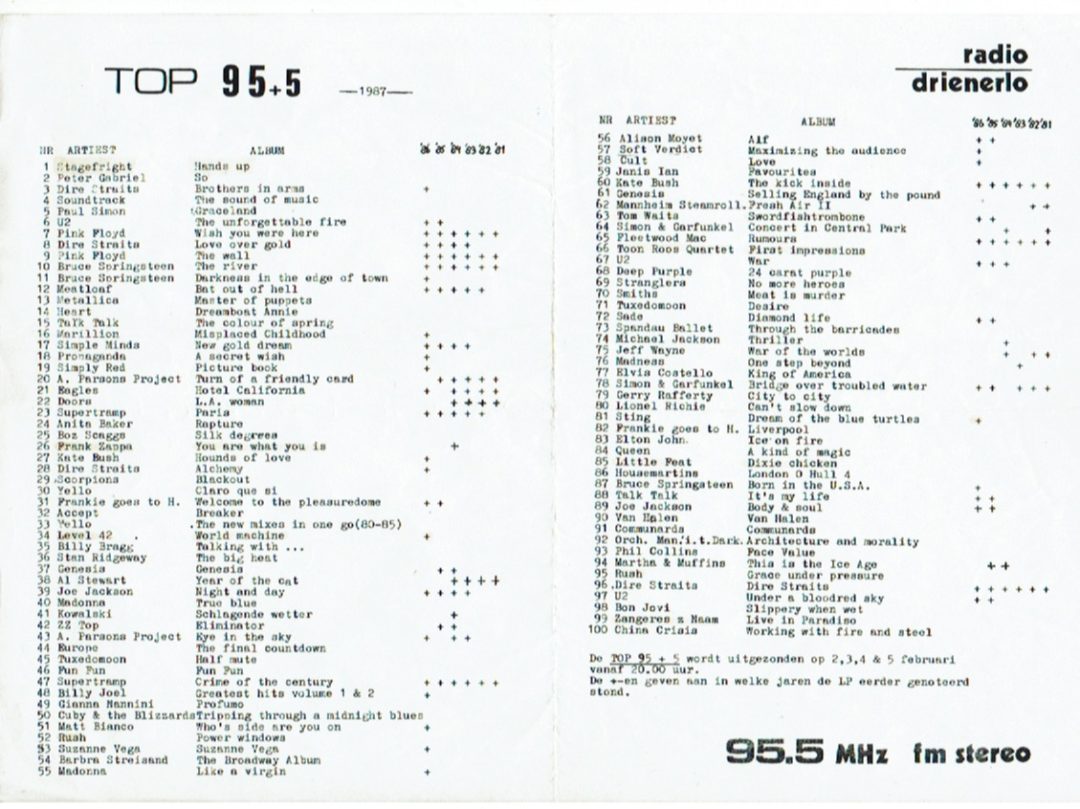 TOP 95+5 —1987—
NR ARTIEST ALBUM '86 '85 '84 '83 '82 '81
1 Stagefright Hands up
2 Peter Gabriel So
3 Dire Straits Brothers in arms +
4 Soundtrack The sound of music
5 Paul Simon Graceland
6 U2 The unforgettable fire + +
7 Pink Floyd Wish you were here + + + + + +
8 Dire Straits Love over gold + + + +
9 Pink Floyd The wall + + + + + +
10 Bruce Springsteen The river + + + + + +
11 Bruce Springsteen Darkness in the edge of town +
12 Meatloaf Bat out of hell + + + + +
13 Metallica Master of puppets
14 Heart Dreamboat Annie
15 Talk Talk The colour of spring
16 Marillion Misplaced Childhood +
17 Simple Minds New gold dream + + + +
18 Propaganda A secret wish +
19 Simply Red Picture book +
20 A. Parsons Project Turn of a friendly card + + + + +
21 Eagles Hotel California + + + + + +
22 Doors L.A. woman + + + +
23 Supertramp Paris + + + + +
24 Anita Baker Rapture
25 Boz Scaggs Silk degrees
26 Frank Zappa You are what you is +
27 Kate Bush Hounds of love +
28 Dire Straits Alchemy +
29 Scorpions Blackout
30 Yello Claro que si
31 Frankie goes to H. Welcome to the pleasuredome + +
32 Accept Breaker
33 Yello The new mixes in one go(80-85)
34 Level 42 . World machine +
35 Billy Bragg Talking with ...
36 Stan Ridgeway The big heat
37 Genesis Genesis + +
38 Al Stewart Year of the cat + + + +
39 Joe Jackson Night and day + + + +
40 Madonna True blue
41 Kowalski Schlagende wetter +
42 ZZ Top Eliminator + +
43 A. Parsons Project Eye in the sky + + +
44 Europe The final countdown
45 Tuxedomoon Half mute
46 Fun Fun Fun Fun
47 Supertramp Crime of the century + + + + + +
48 Billy Joel Greatest hits volume 1 & 2 +
49 Gianna Nannini Profumo
50 Cuby & the Blizzards Tripping through a midnight blues
51 Matt Bianco Who's side are you on +
52 Rush Power windows
53 Suzanne Vega Suzanne Vega +
54 Barbra Streisand The Broadway Album
55 Madonna Like a virgin +
radio
drienerlo
NR ARTIEST ALBUM '86 '85 '84 '83 '82 '81
56 Alison Moyet Alf + +
57 Soft Verdict Maximizing the audience +
58 Cult Love +
59 Janis Ian Favourites
60 Kate Bush The kick inside + + + + + +
61 Genesis Selling England by the pound
62 Mannheim Steamroll. Fresh Air II + +
63 Tom Waits Swordfishtrombone + +
64 Simon & Garfunkel Concert in Central Park + +
65 Fleetwood Mac Rumours + + + + + +
66 Toon Roos Quartet First impressions
67 U2 War + + +
68 Deep Purple 24 carat purple
69 Stranglers No more heroes
70 Smiths Meat is murder
71 Tuxedomoon Desire
72 Sade Diamond life + +
73 Spandau Ballet Through the barricades
74 Michael Jackson Thriller +
75 Jeff Wayne War of the worlds + + +
76 Madness One step beyond +
77 Elvis Costello King of America
78 Simon & Garfunkel Bridge over troubled water + + + + +
79 Gerry Rafferty City to city
80 Lionel Richie Can't slow down
81 Sting Dream of the blue turtles +
82 Frankie goes to H. Liverpool
83 Elton John. Ice on fire
84 Queen A kind of magic
85 Little Feat Dixie chicken
86 Housemartins London O Hull 4
87 Bruce Springsteen Born in the U.S.A. +
88 Talk Talk It's my life + +
89 Joe Jackson Body & soul + +
90 Van Halen Van Halen
91 Communards Communards
92 Orch. Man.i.t.Dark. Architecture and morality
93 Phil Collins Face Value
94 Martha & Muffins This is the Ice Age + +
95 Rush Grace under pressure
96 .Dire Straits Dire Straits + + + + + +
97 U2 Under a bloodred sky + +
98 Bon Jovi Slippery when wet
99 Zangeres z Naam Live in Paradiso
100 China Crisis Working with fire and steel
De TOP 95 + 5 wordt uitgezonden op 2,3,4 & 5 februari
vanaf 20.00 uur.
De +-en geven aan in welke jaren de LP eerder genoteerd
stond.
95.5 MHz fm stereo